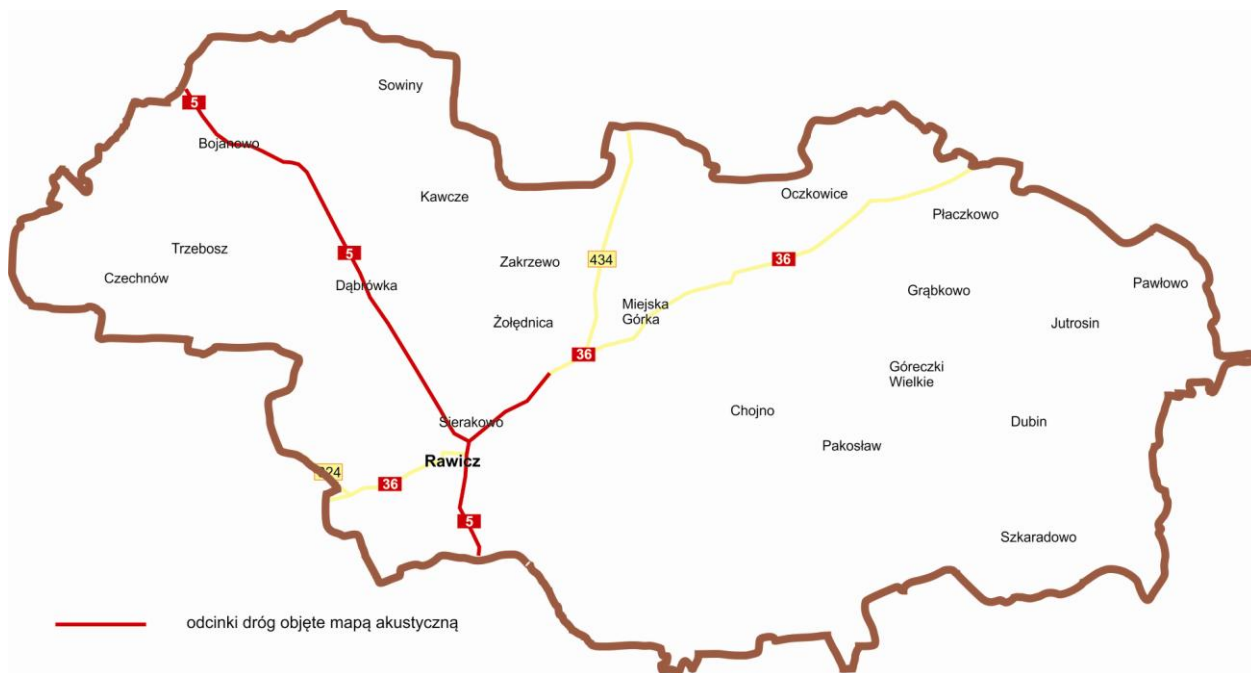 Sowiny
5
Bojanowo
Kawcze
Oczkowice
Płaczkowo
Trzebosz
5
Zakrzewo
434
36
Czechnów
Dąbrówka
Grąbkowo
Pawłowo
Miejska
Górka
Żołędnica
Jutrosin
36
Góreczki
Wielkie
Chojno
Sierakowo
Dubin
Pakosław
Rawicz
324
36
5
Szkaradowo
odcinki dróg objęte mapą akustyczną